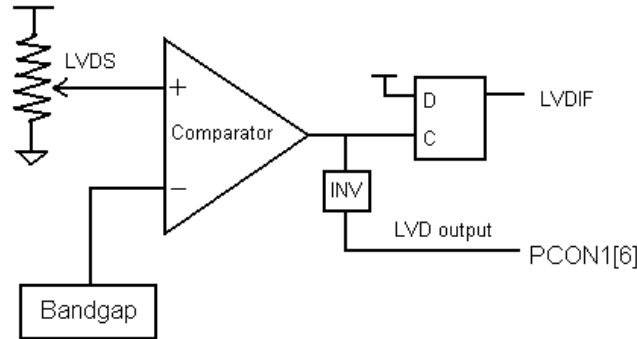 LVDS
+
Comparator
−
D
C
LVDIF
INV
LVD output
PCON1[6]
Bandgap